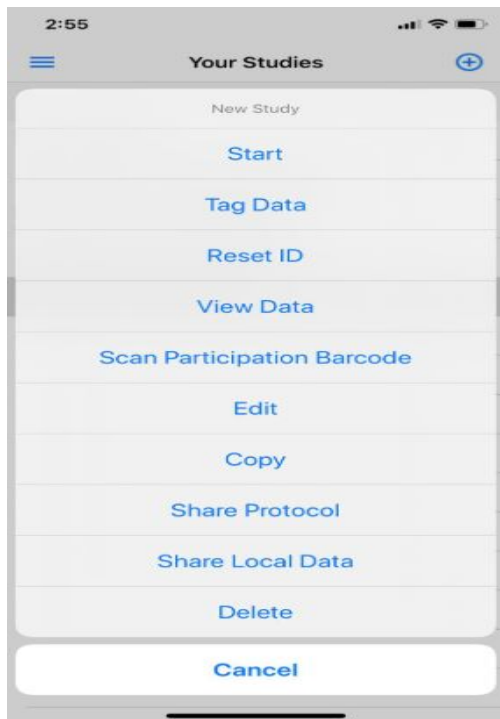 2:55
Your Studies
New Study
Start
Tag Data
Reset ID
View Data
Scan Participation Barcode
Edit
Copy
Share Protocol
Share Local Data
Delete
Cancel